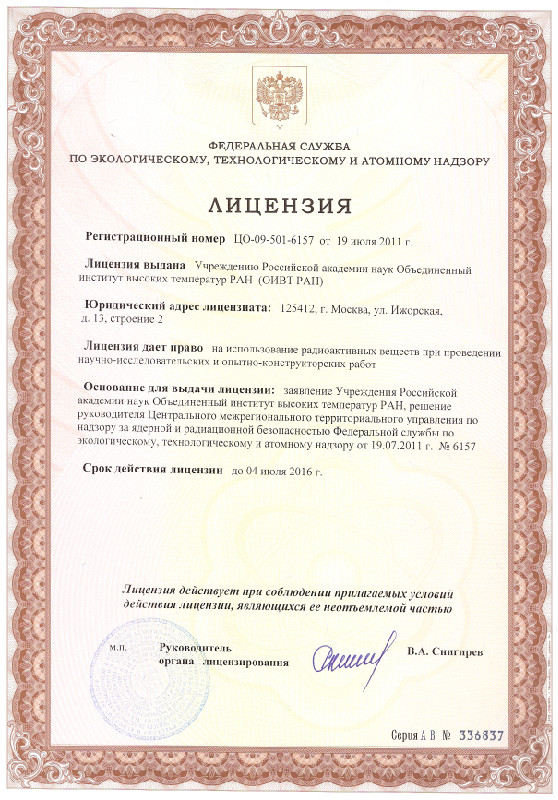 ФЕДЕРАЛЬНАЯ СЛУЖБА
ПО ЭКОЛОГИЧЕСКОМУ, ТЕХНОЛОГИЧЕСКОМУ И АТОМНОМУ НАДЗОРУ
ЛИЦЕНЗИЯ
Регистрационный номер ЦО-09-501-6157 от 19 июля 2011 г
Лицензия выдана Учреждению Российской академии наук Объединенный
институт высоких температур РАН (ОИВТ РАН)
Юридический адрес лицензиата: 125412, г. Москва, ул. Ижорская,
д. 13, строение 2
Лицензия дает право на использование радиоактивных веществ при проведении
научно-исследовательских и опытно-конструкторских работ
Основание для выдачи лицензии: заявление Учреждения Российской
академии наук Объединенный институт высоких температур РАН, решение
руководителя Центрального межрегионального территориального управления по
надзору за ядерной и радиационной безопасностью Федеральной службы по
экологическому, технологическому и атомному надзору от 19.07.2011 г. № 6157
Срок действия лицензии до 04 июля 2016 г.
Лицензия действует при соблюдении прилагаемых условий
действия лицензии, являющихся ее неотъемлемой частью
м.п. Руководитель В.А. Снигирев
органа лицензирования
Серия А В № 336837